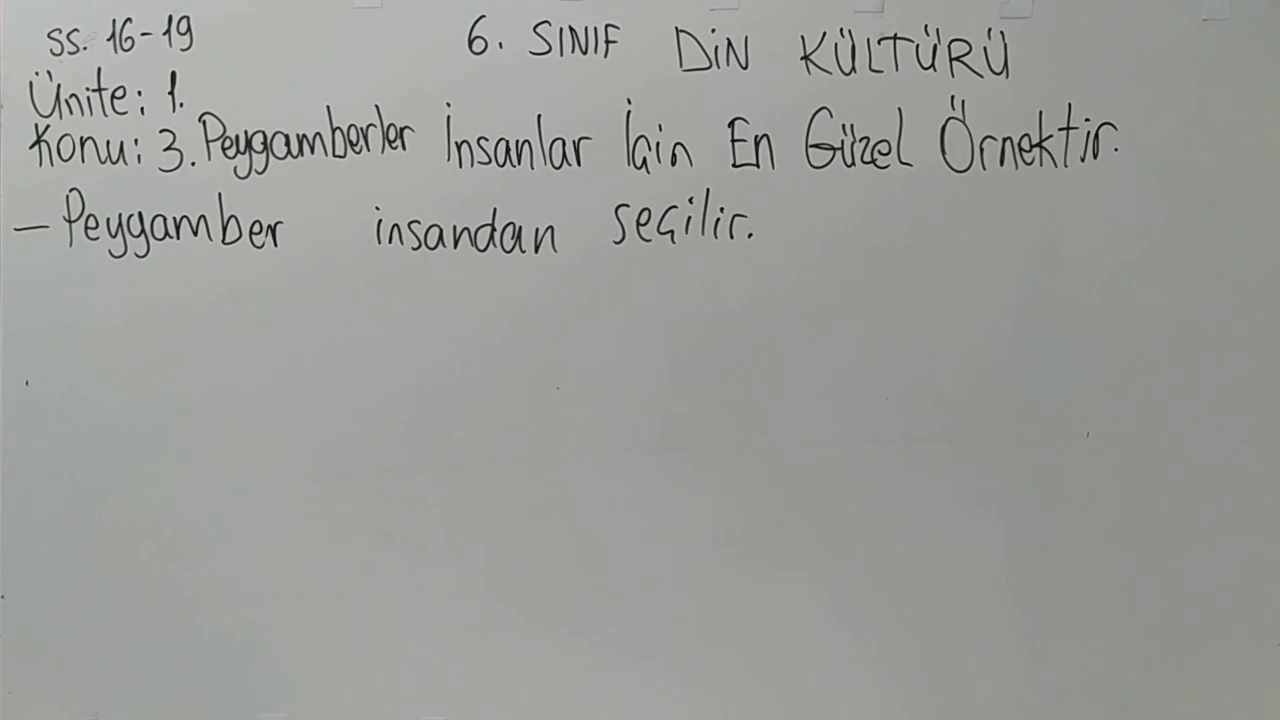 ss. 16-19
6. SINIF DİN KÜLTÜRÜ
Ünite: 1.
Konu: 3. Peygamberler İnsanlar İçin En Güzel Örnektir.
- Peygamber insandan seçilir.